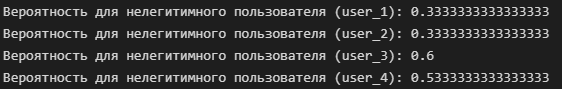 Вероятность для нелегитимного пользователя (user_1): 0.3333333333333333
Вероятность для нелегитимного пользователя (user_2): 0.3333333333333333
Вероятность для нелегитимного пользователя (user_3): 0.6
Вероятность для нелегитимного пользователя (user_4): 0.5333333333333333